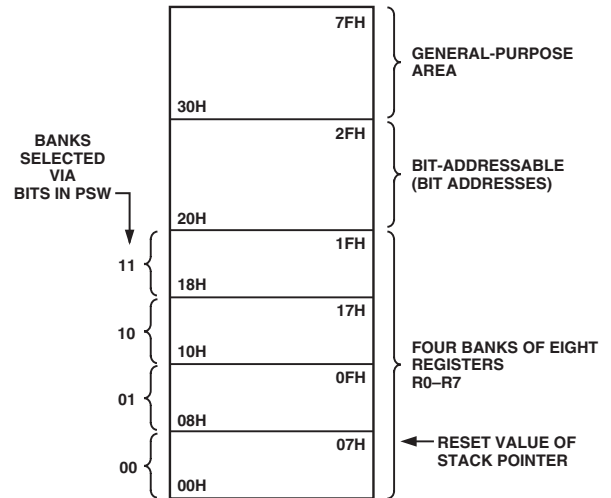 7FH
GENERAL-PURPOSE
AREA
30H
BANKS
SELECTED
VIA
BITS IN PSW
2FH
BIT-ADDRESSABLE
(BIT ADDRESSES)
20H
11
1FH
18H
10
17H
10H
FOUR BANKS OF EIGHT
REGISTERS
R0–R7
01
0FH
08H
00
07H
00H
RESET VALUE OF
STACK POINTER